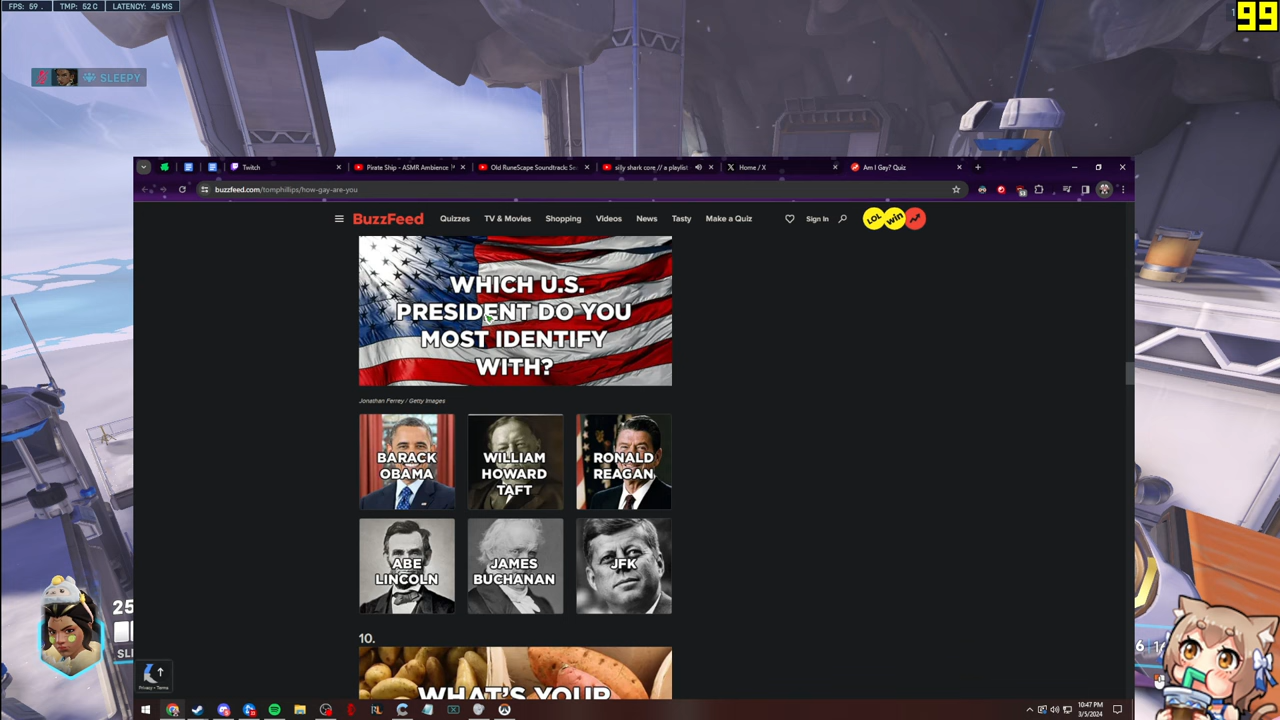 FPS: 59 . TMP: 52 C LATENCY: 45 MS
99
SLEEPY
Twitch
Pirate Ship - ASMR Ambience
Old RuneScape Soundtrack: S
silly shark core // a playlist
Home / X
Am I Gay? Quiz
buzzfeed.com/tomphillips/how-gay-are-you
BuzzFeed
Quizzes
TV & Movies
Shopping
Videos
News
Tasty
Make a Quiz
Sign In
LOL
win
WHICH U.S.
PRESIDENT DO YOU
MOST IDENTIFY
WITH?
Jonathan Ferrey / Getty Images
BARACK
OBAMA
WILLIAM
HOWARD
TAFT
RONALD
REAGAN
ABE
LINCOLN
JAMES
BUCHANAN
JFK
10.
WHAT'S YOUR
Privacy - Terms
25
SL
6
10:47 PM
3/5/2024